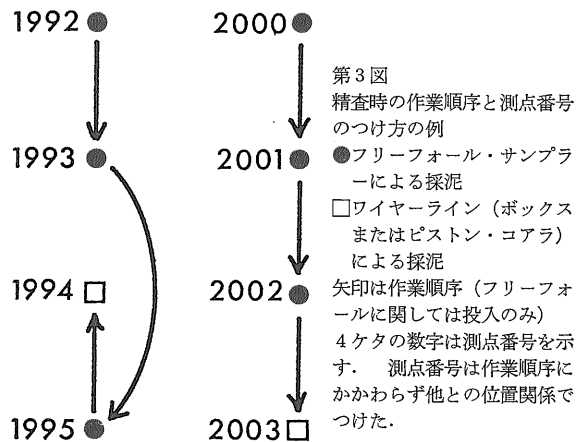 1992
1993
1994
1995
2000
2001
2002
2003
第3図
精査時の作業順序と測点番号
のつけ方の例
●フリーフォール・サンプラ
ーによる採泥
□ワイヤーライン（ボックス
またはピストン・コアラ）
による採泥
矢印は作業順序（フリーフォ
ールに関しては投入のみ）
4ケタの数字は測点番号を示
す．　測点番号は作業順序に
かかわらず他との位置関係で
つけた．